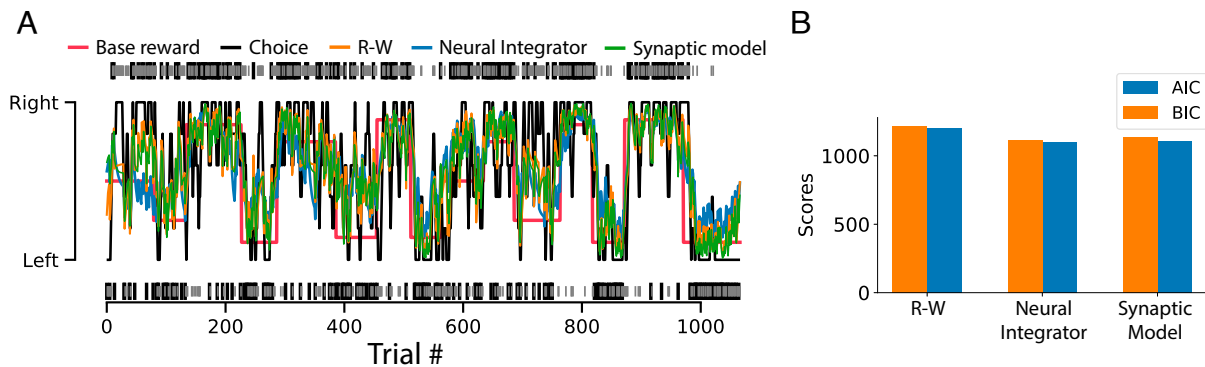 A
B
Base reward Choice R-W Neural Integrator Synaptic model
Right
Left
0 200 400 600 800 1000
Trial #
AIC
BIC
Scores
1000
500
0
R-W
Neural
Integrator
Synaptic
Model